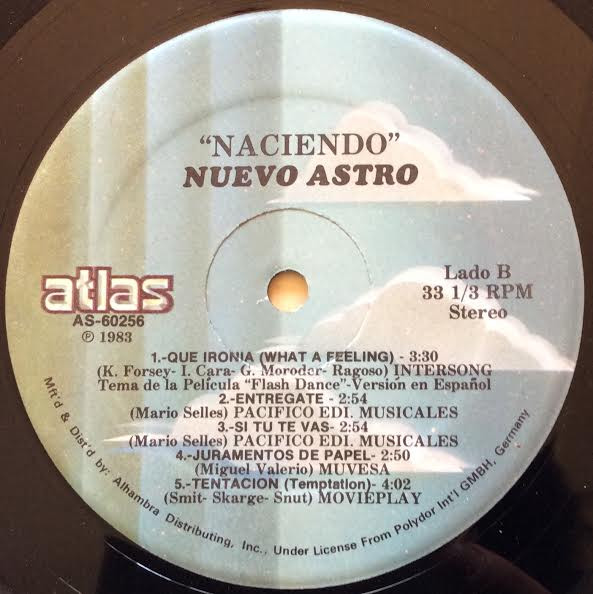 “NACIENDO”
NUEVO ASTRO
atlas
AS-60256
Ⓟ 1983
Lado B
33 1/3 RPM
Stereo
1.-QUE IRONIA (WHAT A FEELING) - 3:30
(K. Forsey- I. Cara- G. Moroder- Ragoso) INTERSONG
Tema de la Película “Flash Dance”-Versión en Español
2.-ENTREGATE - 2:54
(Mario Selles) PACIFICO EDI. MUSICALES
3.-SI TU TE VAS- 2:54
(Mario Selles) PACIFICO EDI. MUSICALES
4.-JURAMENTOS DE PAPEL- 2:50
(Miguel Valerio) MUVESA
5.-TENTACION (Temptation)- 4:02
(Smit- Skarge- Snut) MOVIEPLAY
Mft'd & Dist'd by: Alhambra Distributing, Inc., Under License From Polydor Int'l GMBH, Germany